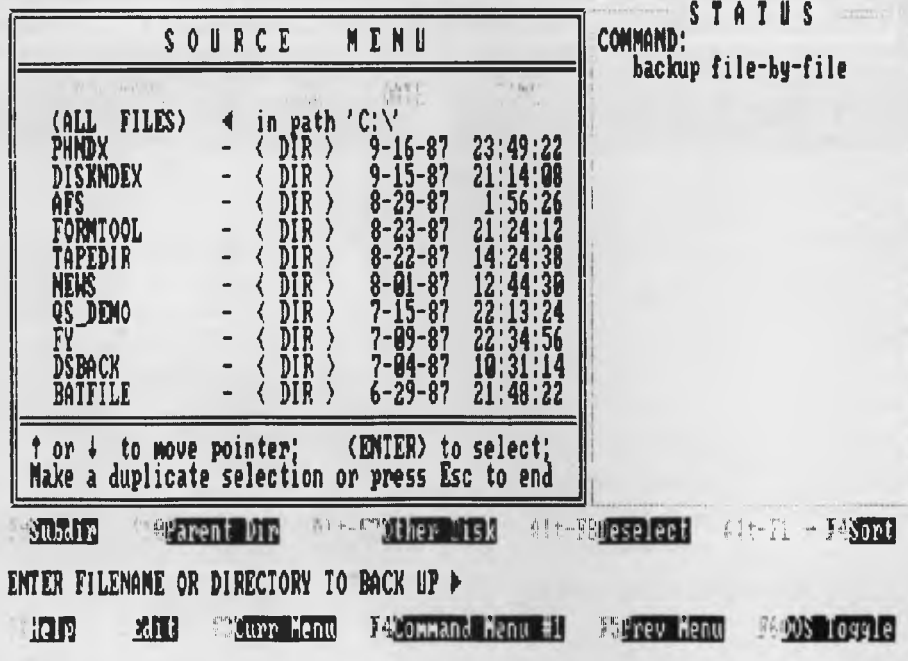 SOURCE MENU
(ALL FILES) ◄ in path 'C:\'
PHNDX - < DIR > 9-16-87 23:49:22
DISKNDEX - < DIR > 9-15-87 21:14:08
AFS - < DIR > 8-29-87 1:56:26
FORMTOOL - < DIR > 8-23-87 21:24:12
TAPEDIR - < DIR > 8-22-87 14:24:38
NEWS - < DIR > 8-01-87 12:44:30
QS_DEMO - < DIR > 7-15-87 22:13:24
FY - < DIR > 7-09-87 22:34:56
DSBACK - < DIR > 7-04-87 10:31:14
BATFILE - < DIR > 6-29-87 21:48:22
↑ or ↓ to move pointer; (ENTER) to select;
Make a duplicate selection or press Esc to end
STATUS
COMMAND:
backup file-by-file
Subdir Parent Dir Other Disk Deselect Sort
ENTER FILENAME OR DIRECTORY TO BACK UP ►
Help Edit Curr Menu F4 Command Menu #1 F5 Prev Menu F6 DOS Toggle